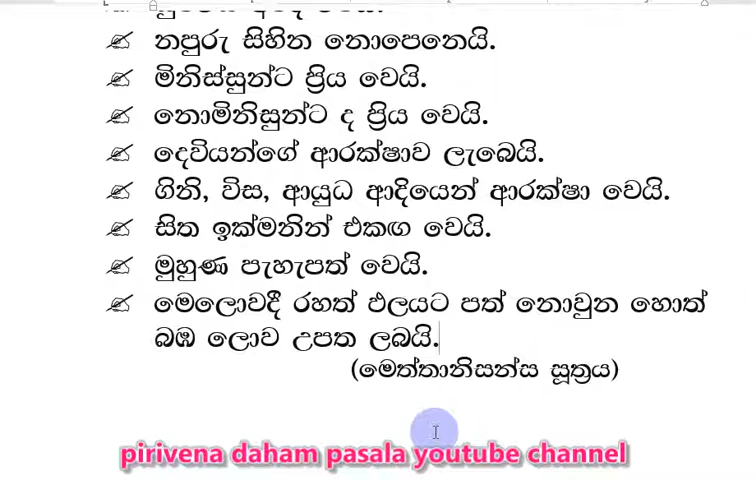 නපුරු සිහින නොපෙනෙයි.
මිනිස්සුන්ට ප්‍රිය වෙයි.
නොමිනිසුන්ට ද ප්‍රිය වෙයි.
දෙවියන්ගේ ආරක්ෂාව ලැබෙයි.
ගිනි, විස, ආයුධ ආදියෙන් ආරක්ෂා වෙයි.
සිත ඉක්මනින් එකඟ වෙයි.
මුහුණ පැහැපත් වෙයි.
මෙලොවදී රහත් ඵලයට පත් නොවුන හොත්
බඹ ලොව උපත ලබයි.
(මෙත්තානිසන්ස සූත්‍රය)
pirivena daham pasala youtube channel